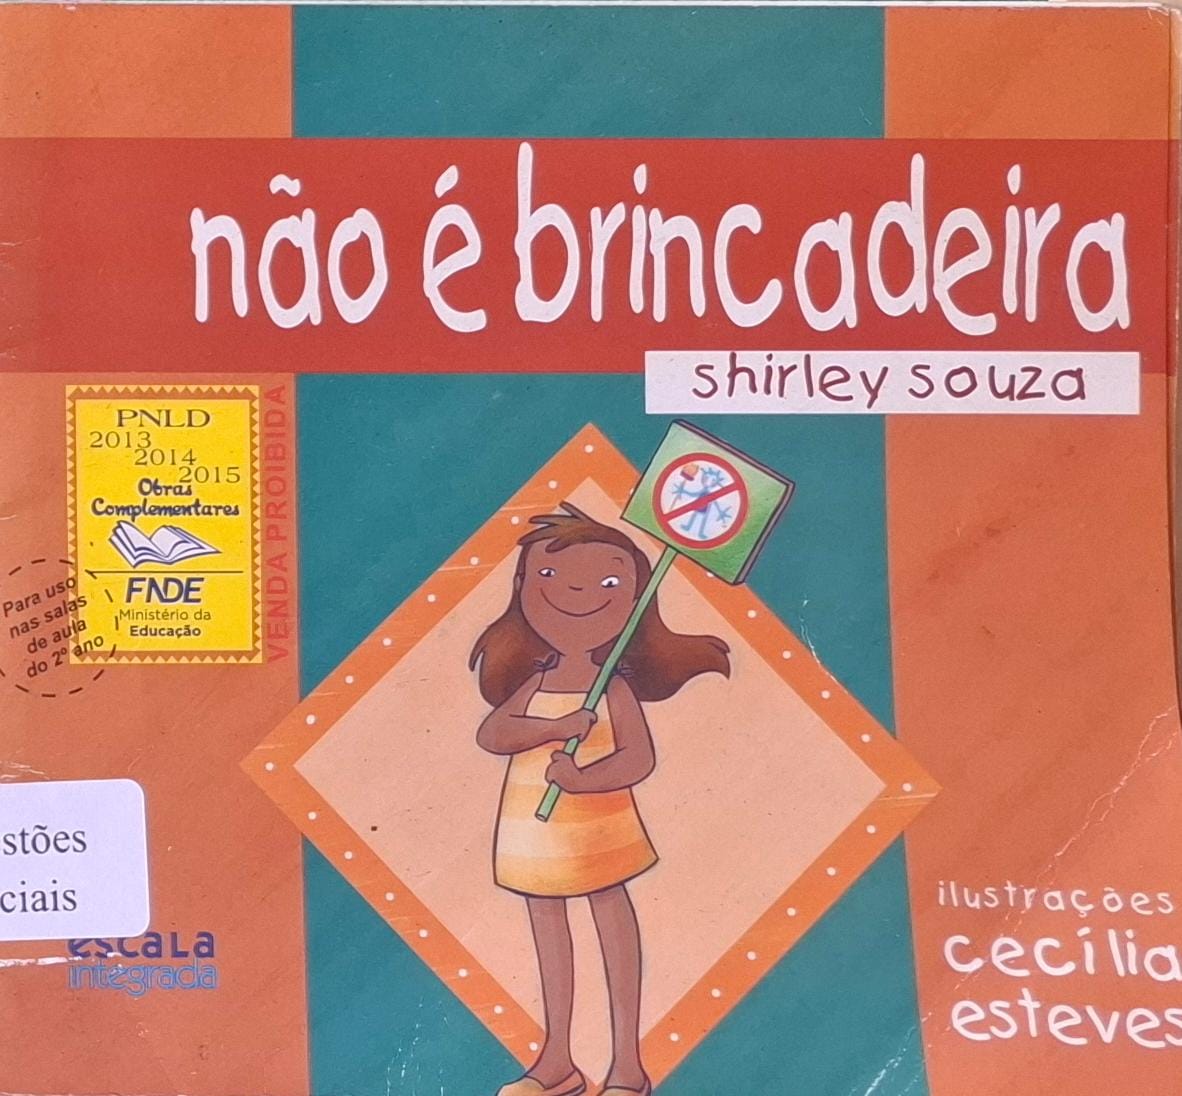 não é brincadeira
shirley souza
PNLD
2013
2014
2015
Obras
Complementares
FNDE
Ministério da
Educação
VENDA PROIBIDA
Para uso
nas salas
de aula
do 2º ano
stões
ciais
escala
integrada
ilustrações
cecília
esteves